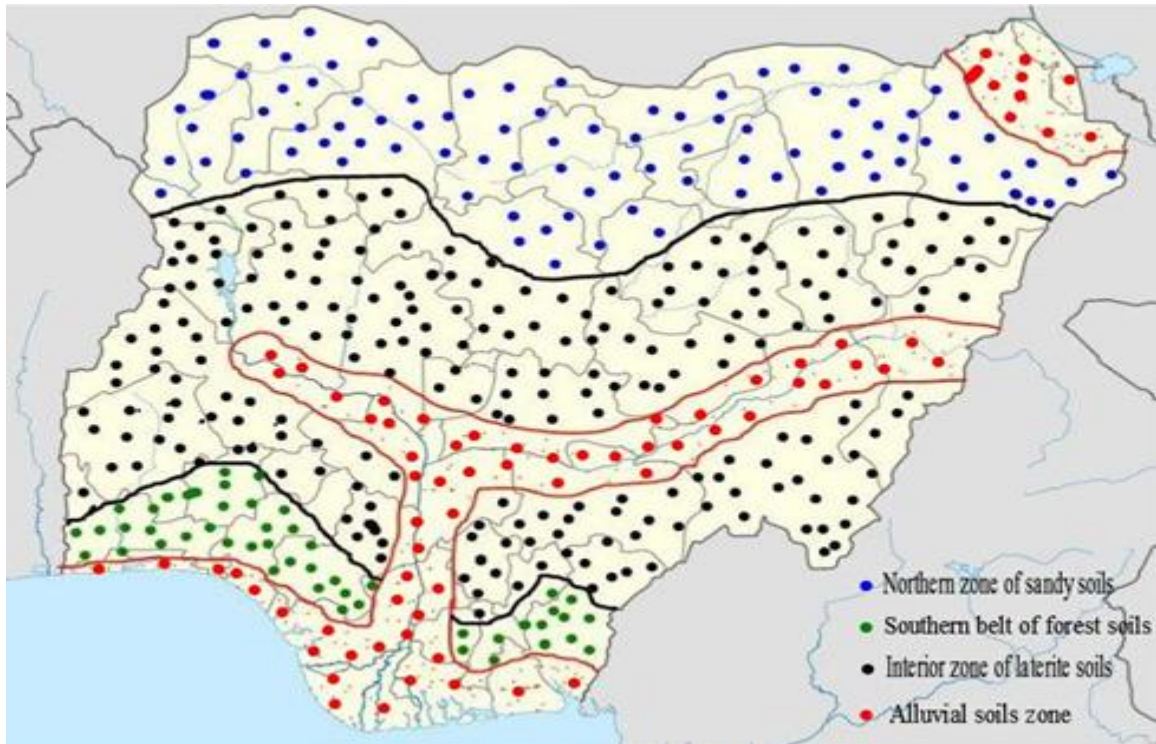 Northern zone of sandy soils
Southern belt of forest soils
Interior zone of laterite soils
Alluvial soils zone